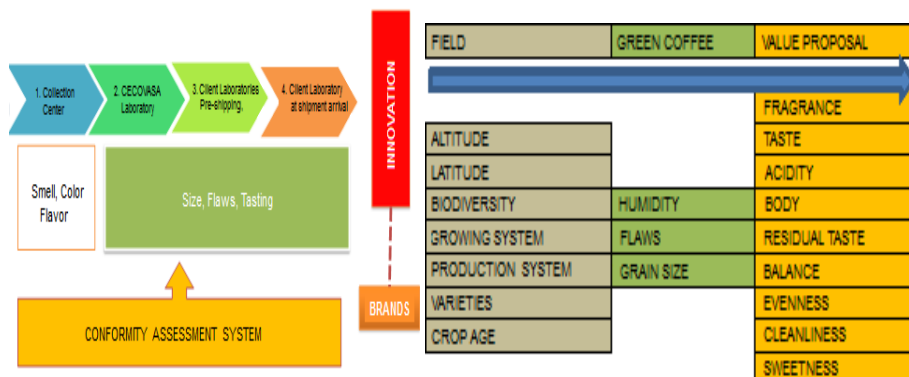 1. Collection
Center
2. CECOVASA
Laboratory
3. Client Laboratories
Pre-shipping,
4. Client Laboratory
at shipment arrival
Smell, Color
Flavor
Size, Flaws, Tasting
CONFORMITY ASSESSMENT SYSTEM
INNOVATION
BRANDS
FIELD
GREEN COFFEE
VALUE PROPOSAL
FRAGRANCE
ALTITUDE
TASTE
LATITUDE
ACIDITY
BIODIVERSITY
HUMIDITY
BODY
GROWING SYSTEM
FLAWS
RESIDUAL TASTE
PRODUCTION SYSTEM
GRAIN SIZE
BALANCE
VARIETIES
EVENNESS
CROP AGE
CLEANLINESS
SWEETNESS